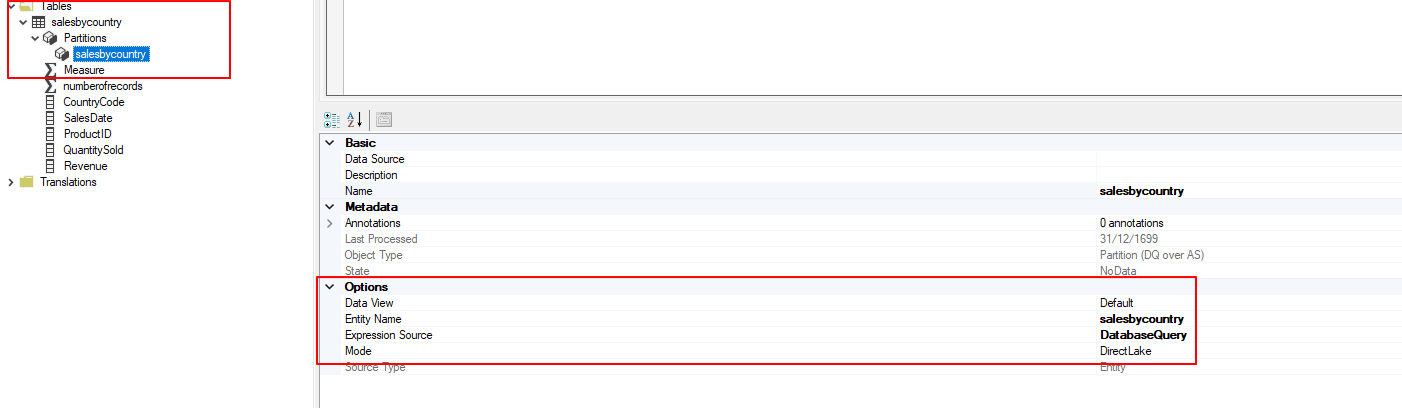 Tables
salesbycountry
Partitions
salesbycountry
Measure
numberofrecords
CountryCode
SalesDate
ProductID
QuantitySold
Revenue
Translations
Basic
Data Source
Description
Name salesbycountry
Metadata
Annotations 0 annotations
Last Processed 31/12/1699
Object Type Partition (DQ over AS)
State NoData
Options
Data View Default
Entity Name salesbycountry
Expression Source DatabaseQuery
Mode DirectLake
Source Type Entity